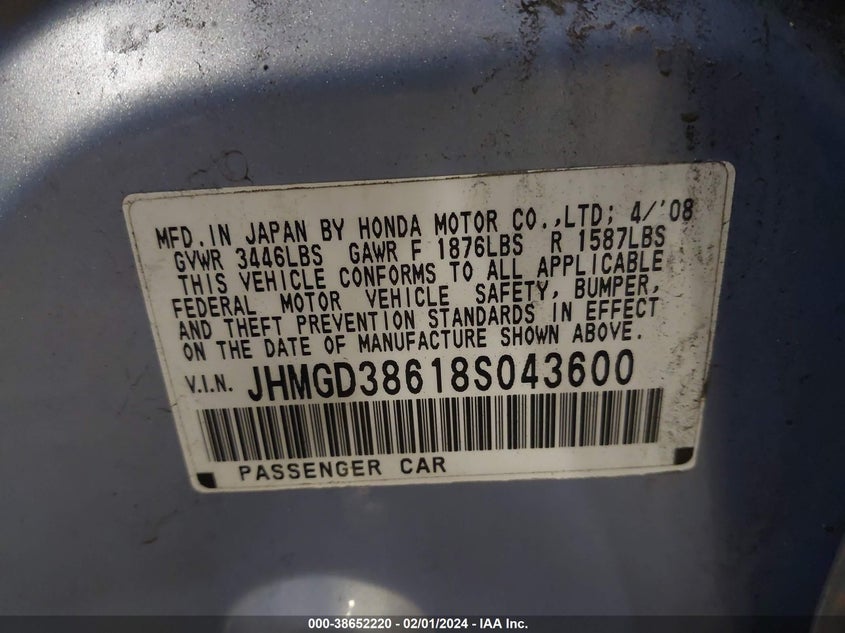 MFD. IN JAPAN BY HONDA MOTOR CO.,LTD; 4/'08
GVWR 3446LBS GAWR F 1876LBS R 1587LBS
THIS VEHICLE CONFORMS TO ALL APPLICABLE
FEDERAL MOTOR VEHICLE SAFETY, BUMPER,
AND THEFT PREVENTION STANDARDS IN EFFECT
ON THE DATE OF MANUFACTURE SHOWN ABOVE.
V.I.N. JHMGD38618S043600
PASSENGER CAR
000-38652220 - 02/01/2024 - IAA Inc.